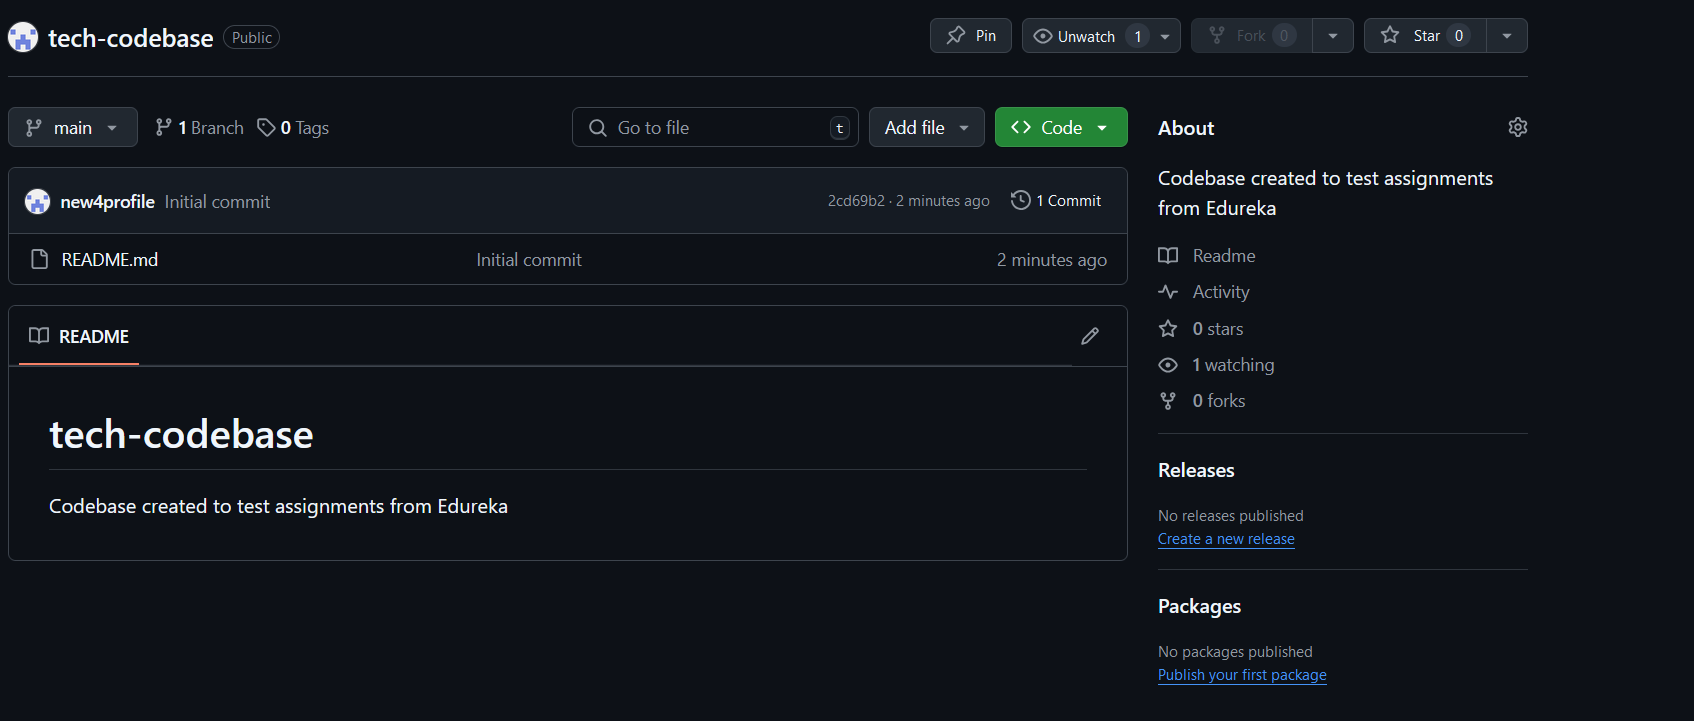 tech-codebase Public Pin Unwatch 1 Fork 0 Star 0
main 1 Branch 0 Tags Go to file t Add file Code
new4profile Initial commit 2cd69b2 · 2 minutes ago 1 Commit
README.md Initial commit 2 minutes ago
README
tech-codebase
Codebase created to test assignments from Edureka
About
Codebase created to test assignments
from Edureka
Readme
Activity
0 stars
1 watching
0 forks
Releases
No releases published
Create a new release
Packages
No packages published
Publish your first package